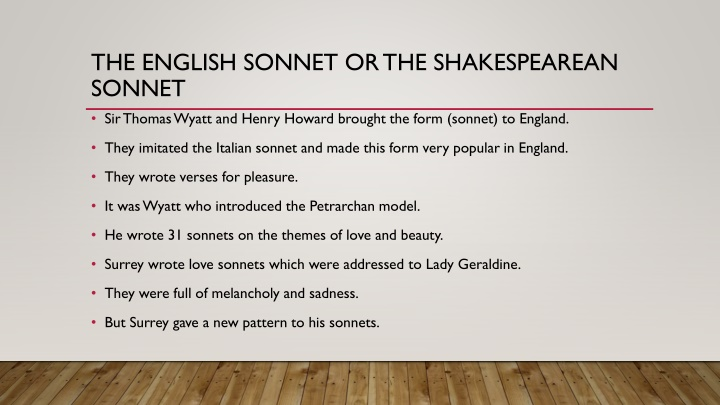 THE ENGLISH SONNET OR THE SHAKESPEAREAN
SONNET
• Sir Thomas Wyatt and Henry Howard brought the form (sonnet) to England.
• They imitated the Italian sonnet and made this form very popular in England.
• They wrote verses for pleasure.
• It was Wyatt who introduced the Petrarchan model.
• He wrote 31 sonnets on the themes of love and beauty.
• Surrey wrote love sonnets which were addressed to Lady Geraldine.
• They were full of melancholy and sadness.
• But Surrey gave a new pattern to his sonnets.